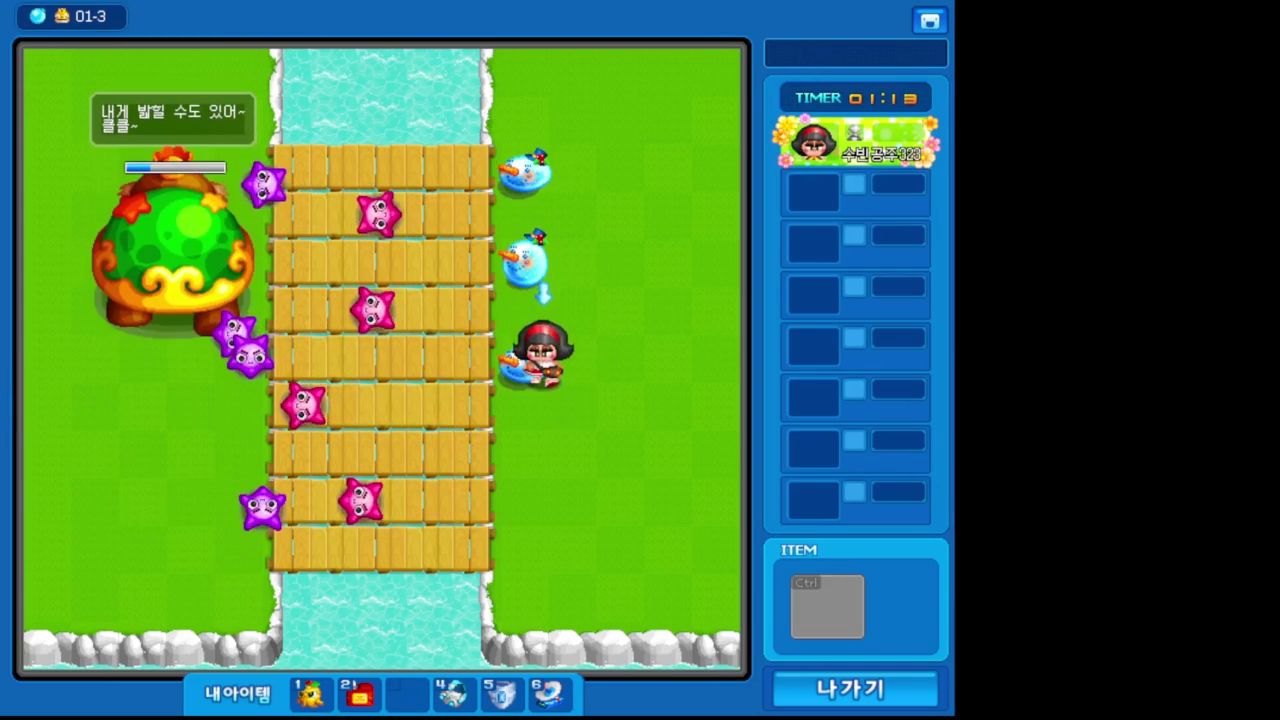 01-3
내게 밟힐 수도 있어~
클클~
TIMER 01:13
수빈공주023
ITEM
Ctrl
나가기
내아이템 1 2 4 5 6